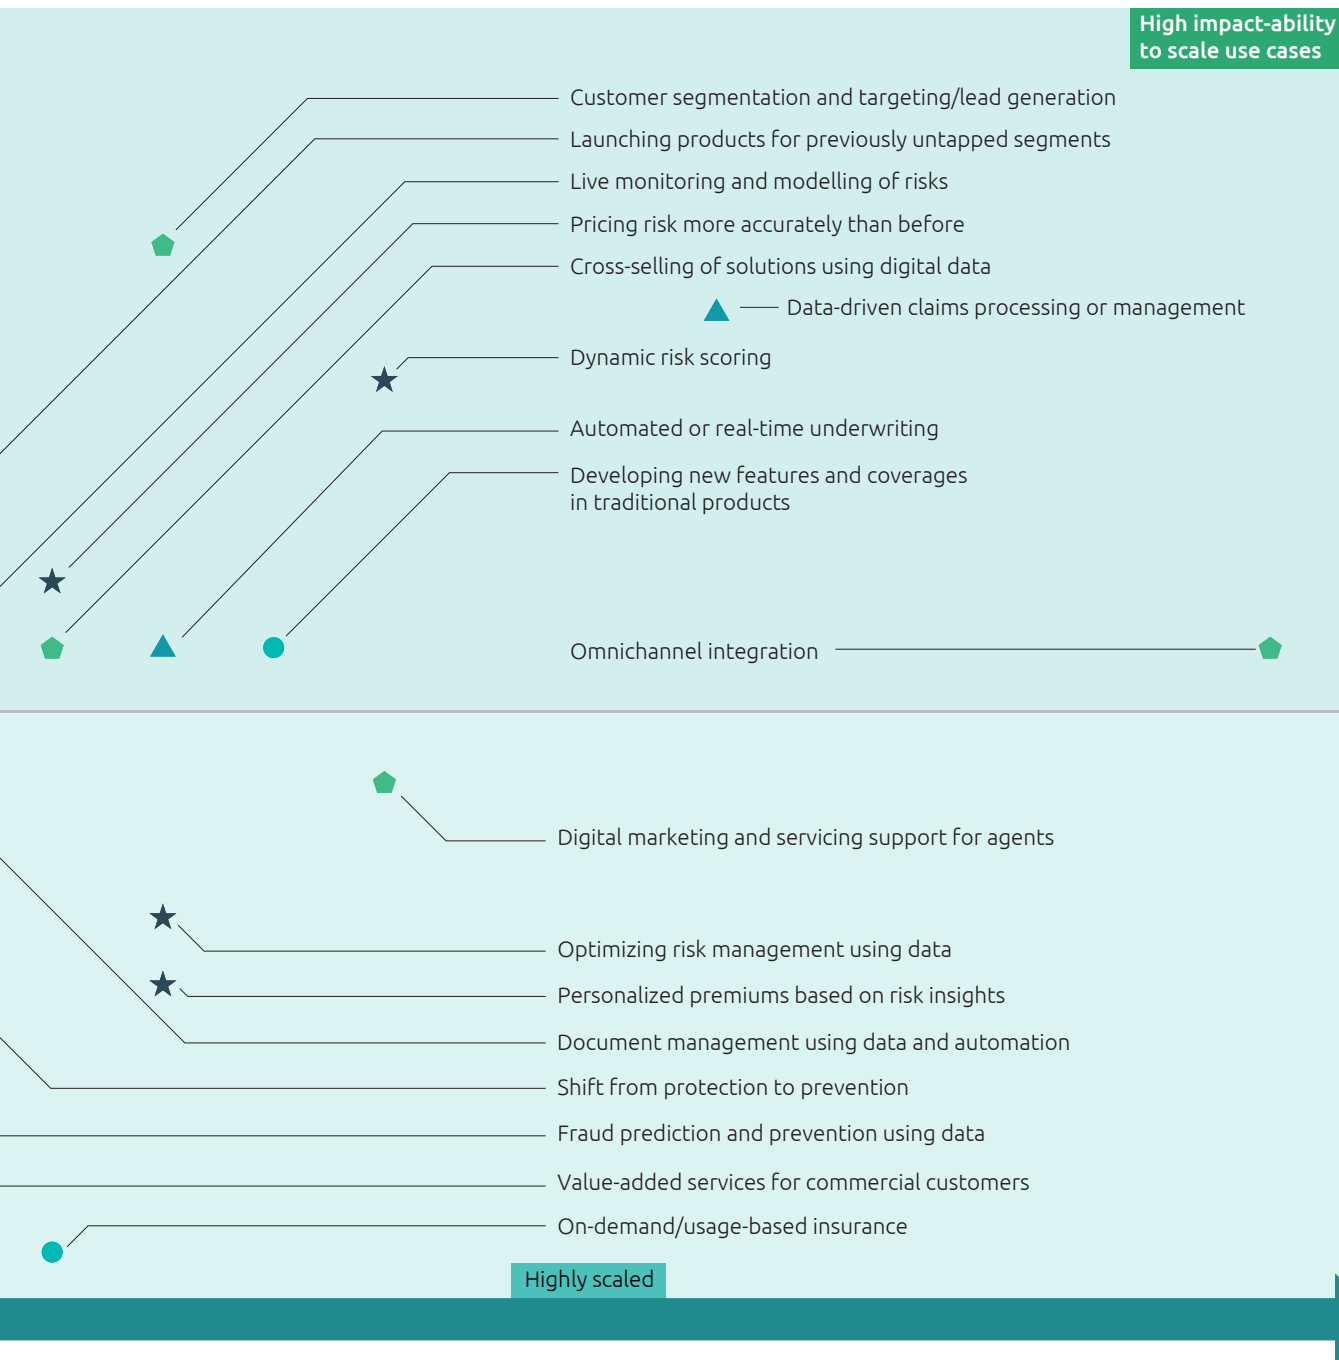 High impact-ability
to scale use cases
Customer segmentation and targeting/lead generation
Launching products for previously untapped segments
Live monitoring and modelling of risks
Pricing risk more accurately than before
Cross-selling of solutions using digital data
Data-driven claims processing or management
Dynamic risk scoring
Automated or real-time underwriting
Developing new features and coverages
in traditional products
Omnichannel integration
Digital marketing and servicing support for agents
Optimizing risk management using data
Personalized premiums based on risk insights
Document management using data and automation
Shift from protection to prevention
Fraud prediction and prevention using data
Value-added services for commercial customers
On-demand/usage-based insurance
Highly scaled